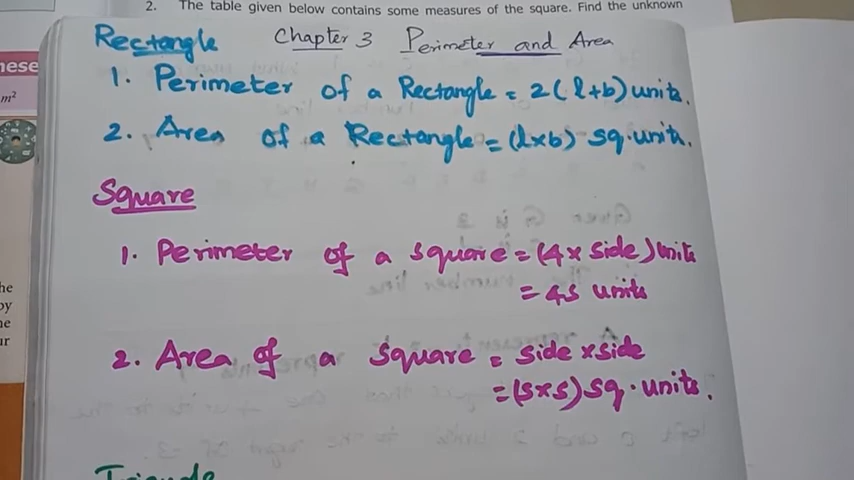 2. The table given below contains some measures of the square. Find the unknown
Chapter 3 Perimeter and Area
Rectangle
1. Perimeter of a Rectangle = 2(l+b) units.
2. Area of a Rectangle = (l×b) sq. units.
Square
1. Perimeter of a square = (4 × side) units
= 4s units
2. Area of a square = side × side
= (s×s) sq. units.
Triangle
m²